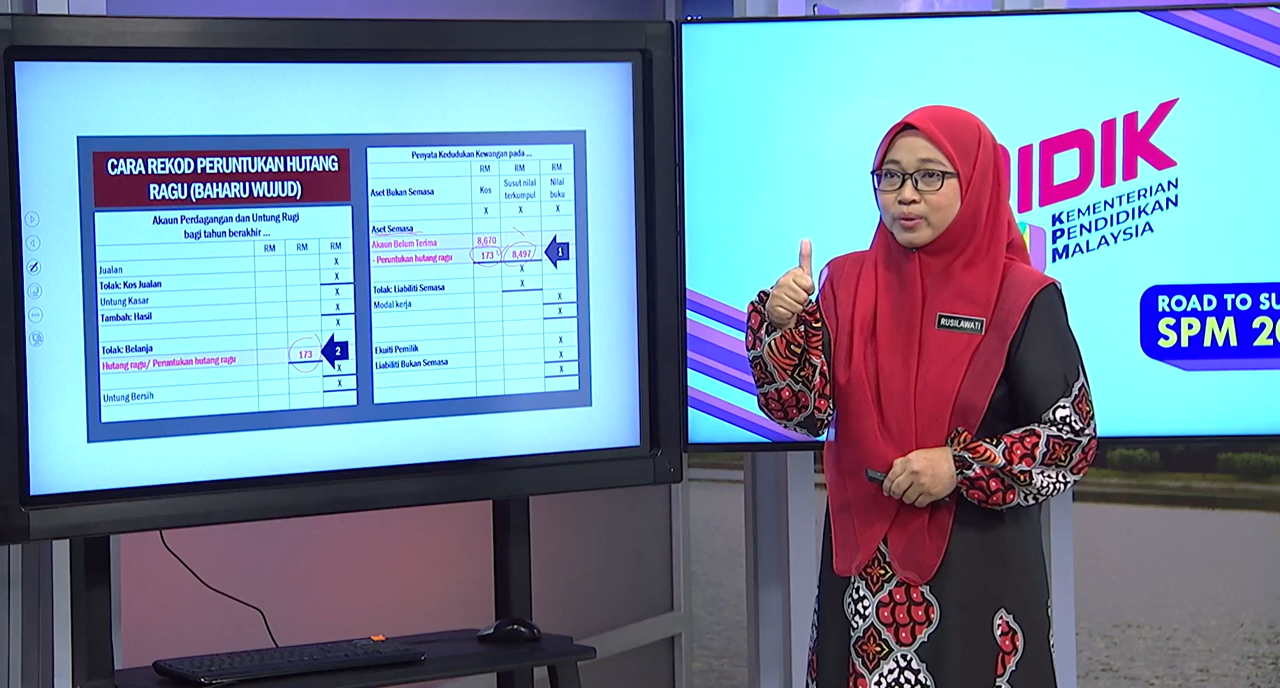 CARA REKOD PERUNTUKAN HUTANG
RAGU (BAHARU WUJUD)
Akaun Perdagangan dan Untung Rugi
bagi tahun berakhir ...
RM RM RM
Jualan X
X
Tolak: Kos Jualan X
Untung Kasar X
Tambah: Hasil X
Tolak: Belanja
Hutang ragu/ Peruntukan hutang ragu 173 2
X
X
Untung Bersih X
Penyata Kedudukan Kewangan pada ...
RM RM RM
Aset Bukan Semasa Kos Susut nilai terkumpul Nilai buku
X X X
Aset Semasa
Akaun Belum Terima 8,670
- Peruntukan hutang ragu 173 8,497 1
X
Tolak: Liabiliti Semasa X
Modal kerja X
X
Ekuiti Pemilik X
X
Liabiliti Bukan Semasa X
IDIK
KEMENTERIAN
PENDIDIKAN
MALAYSIA
RUSILAWATI
ROAD TO SU
SPM 20